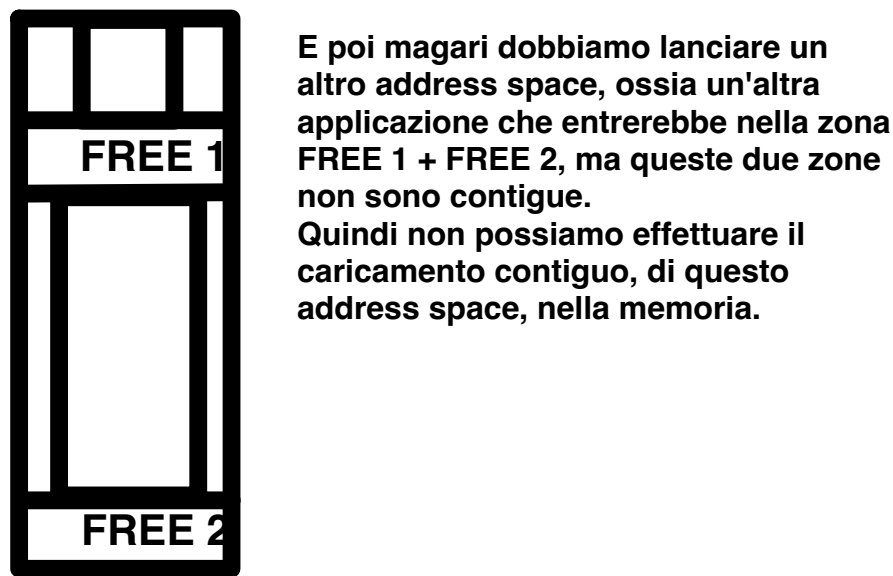 E poi magari dobbiamo lanciare un
altro address space, ossia un'altra
applicazione che entrerebbe nella zona
FREE 1 + FREE 2, ma queste due zone
non sono contigue.
Quindi non possiamo effettuare il
caricamento contiguo, di questo
address space, nella memoria.
FREE 1
FREE 2